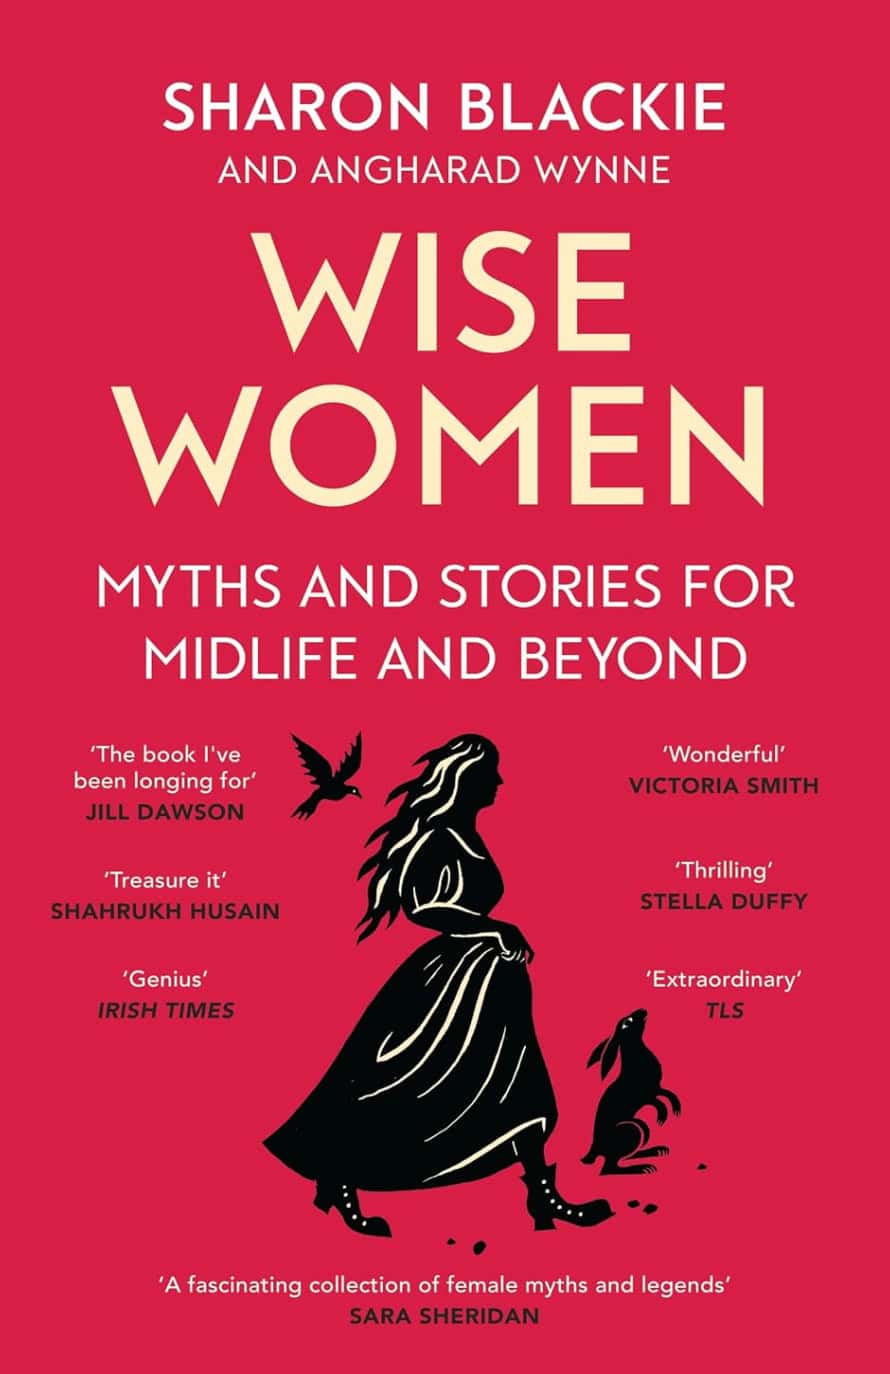 SHARON BLACKIE
AND ANGHARAD WYNNE
WISE
WOMEN
MYTHS AND STORIES FOR
MIDLIFE AND BEYOND
‘The book I've
been longing for’
JILL DAWSON
‘Treasure it’
SHAHRUKH HUSAIN
‘Genius’
IRISH TIMES
‘Wonderful’
VICTORIA SMITH
‘Thrilling’
STELLA DUFFY
‘Extraordinary’
TLS
‘A fascinating collection of female myths and legends’
SARA SHERIDAN